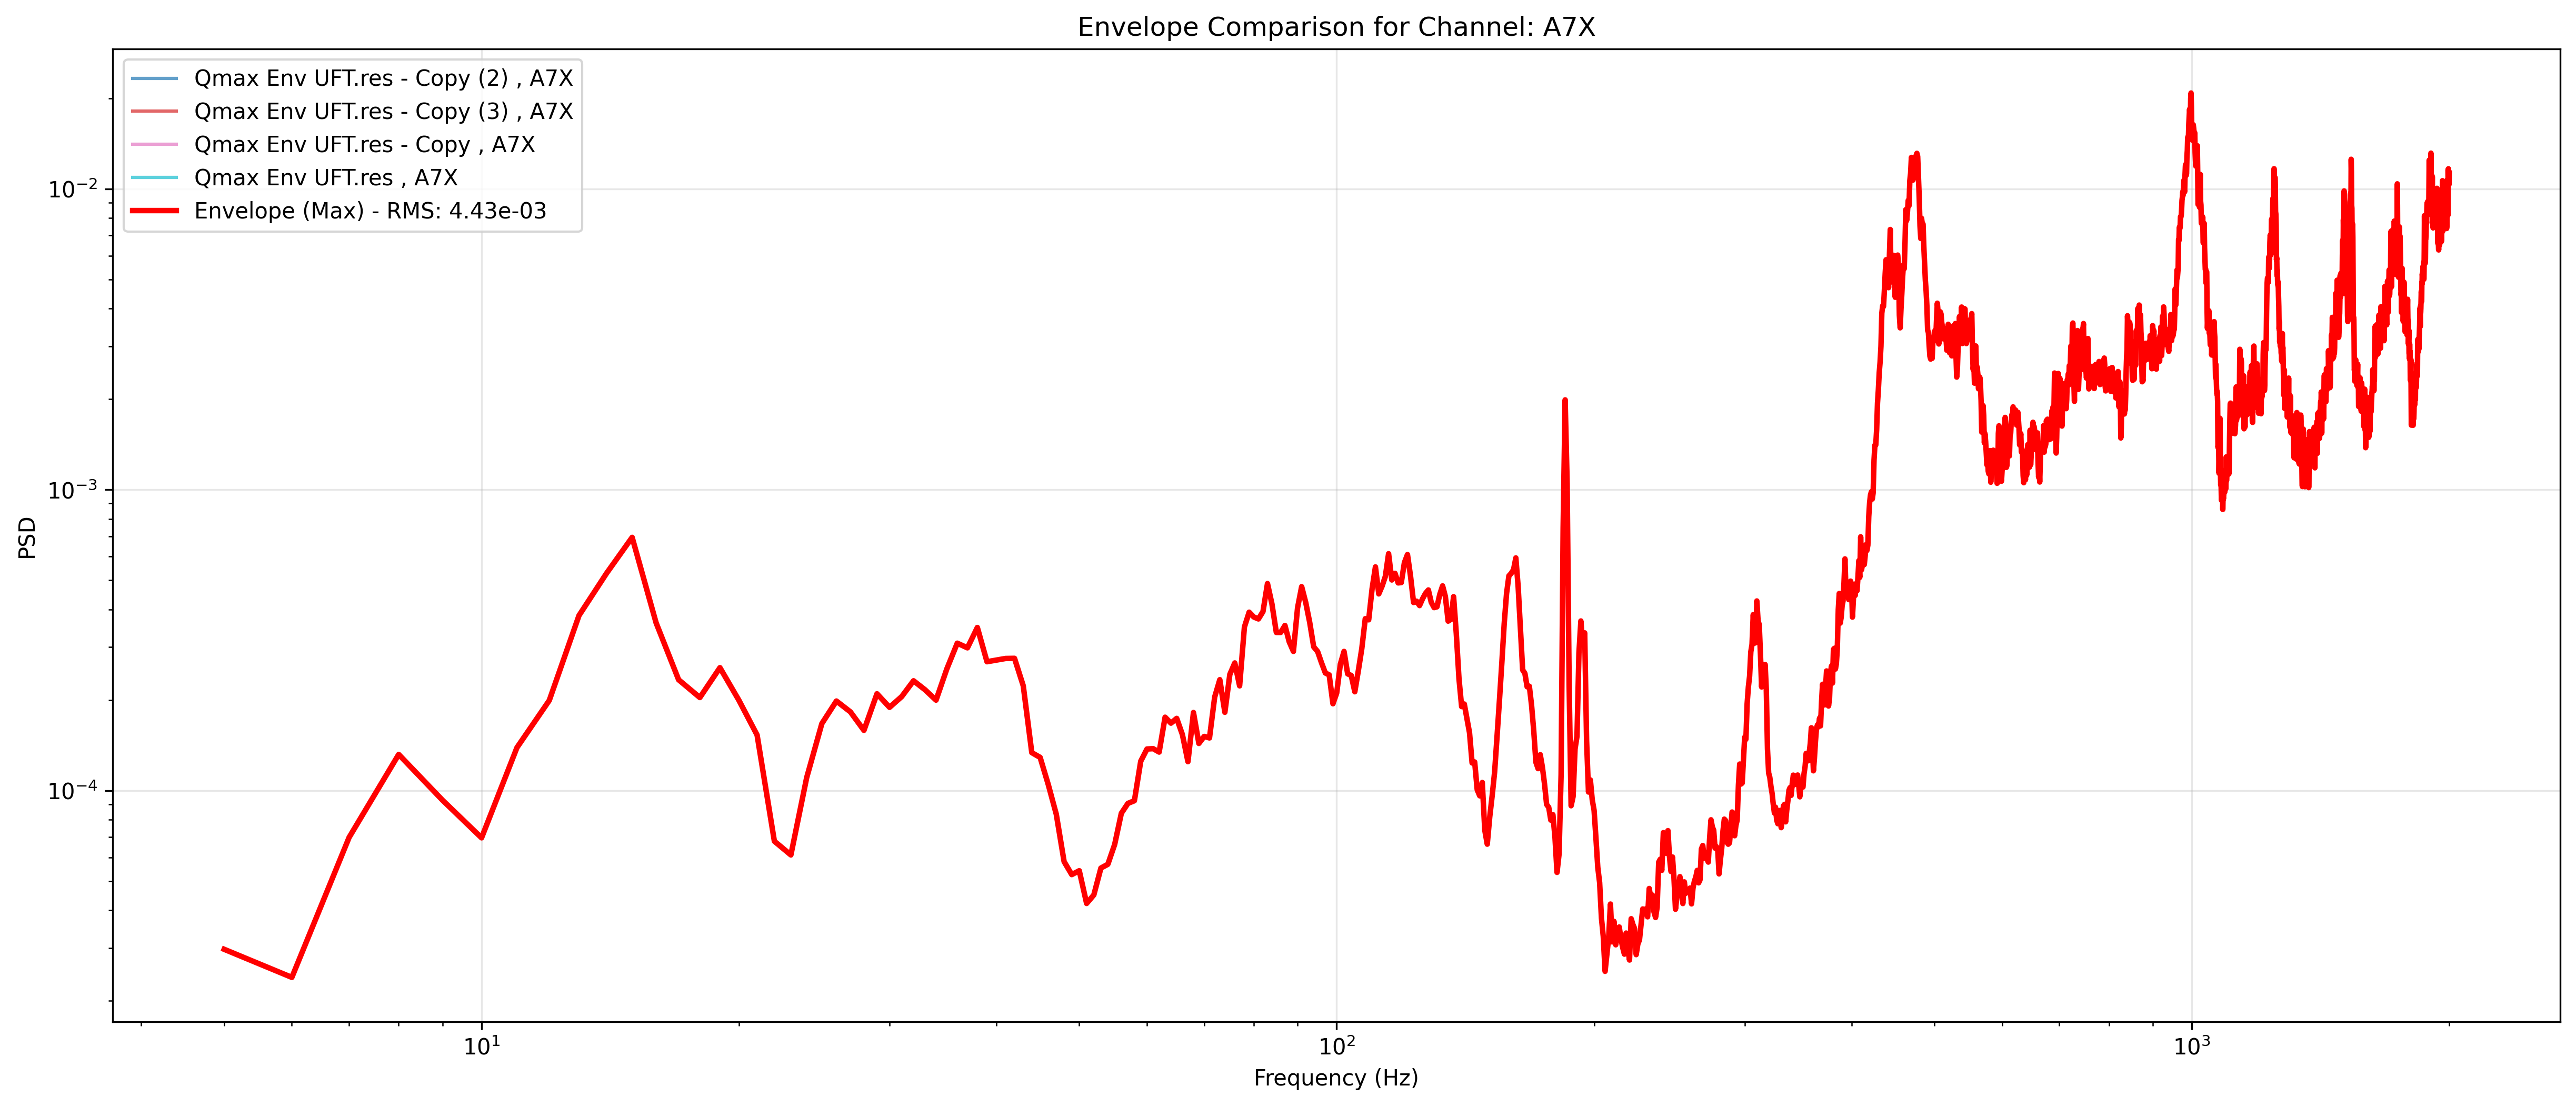 Envelope Comparison for Channel: A7X
Qmax Env UFT.res - Copy (2) , A7X
Qmax Env UFT.res - Copy (3) , A7X
Qmax Env UFT.res - Copy , A7X
Qmax Env UFT.res , A7X
Envelope (Max) - RMS: 4.43e-03
PSD
10⁻²
10⁻³
10⁻⁴
10¹
10²
10³
Frequency (Hz)